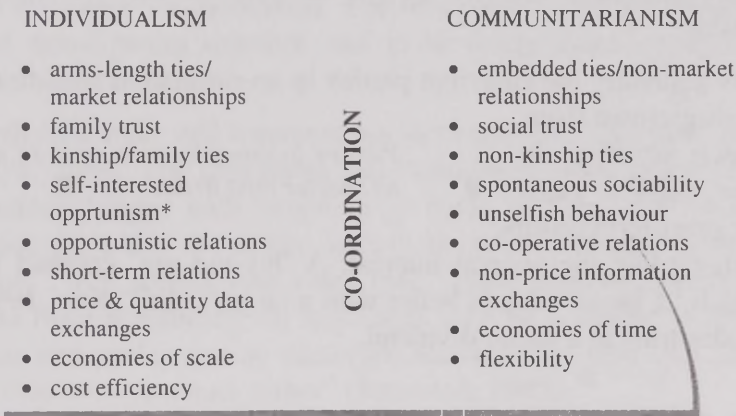 INDIVIDUALISM
• arms-length ties/
market relationships
• family trust
• kinship/family ties
• self-interested
opprtunism*
• opportunistic relations
• short-term relations
• price & quantity data
exchanges
• economies of scale
• cost efficiency
CO-ORDINATION
COMMUNITARIANISM
• embedded ties/non-market
relationships
• social trust
• non-kinship ties
• spontaneous sociability
• unselfish behaviour
• co-operative relations
• non-price information
exchanges
• economies of time
• flexibility